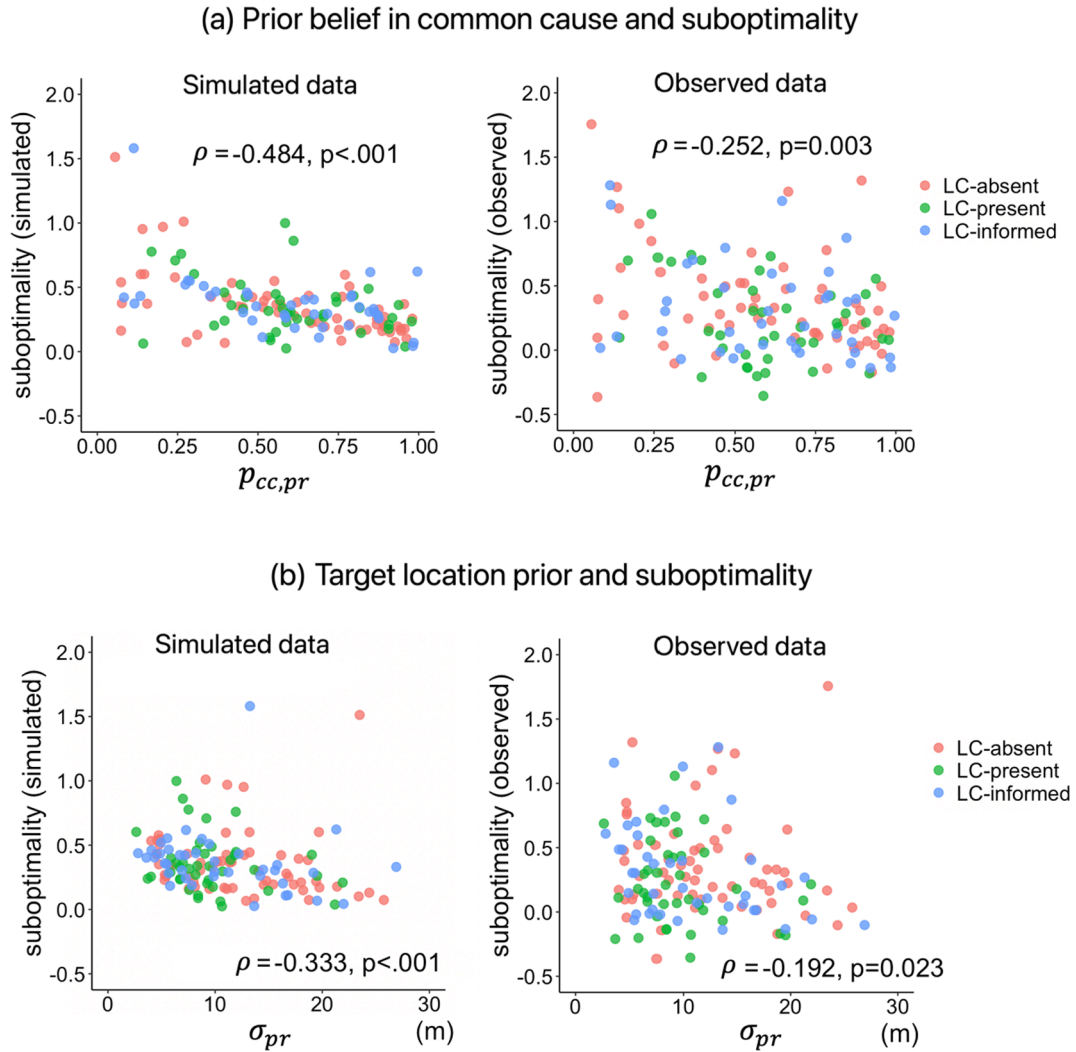 (a) Prior belief in common cause and suboptimality
Simulated data
ρ =-0.484, p<.001
suboptimality (simulated)
2.0
1.5
1.0
0.5
0.0
-0.5
0.00 0.25 0.50 0.75 1.00
p_cc,pr
Observed data
ρ =-0.252, p=0.003
suboptimality (observed)
2.0
1.5
1.0
0.5
0.0
-0.5
0.00 0.25 0.50 0.75 1.00
p_cc,pr
LC-absent
LC-present
LC-informed
(b) Target location prior and suboptimality
Simulated data
suboptimality (simulated)
2.0
1.5
1.0
0.5
0.0
-0.5
ρ =-0.333, p<.001
0 10 20 30
σ_pr (m)
Observed data
suboptimality (observed)
2.0
1.5
1.0
0.5
0.0
-0.5
ρ =-0.192, p=0.023
0 10 20 30
σ_pr (m)
LC-absent
LC-present
LC-informed